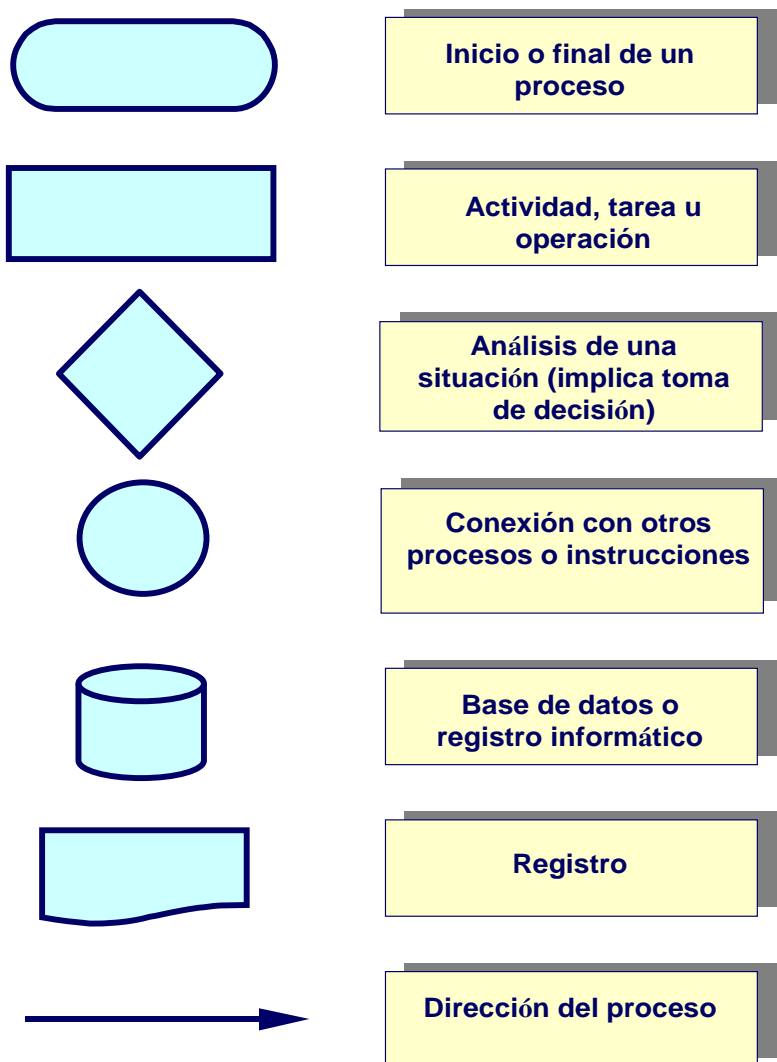 Inicio o final de un
proceso
Actividad, tarea u
operación
Análisis de una
situación (implica toma
de decisión)
Conexión con otros
procesos o instrucciones
Base de datos o
registro informático
Registro
Dirección del proceso